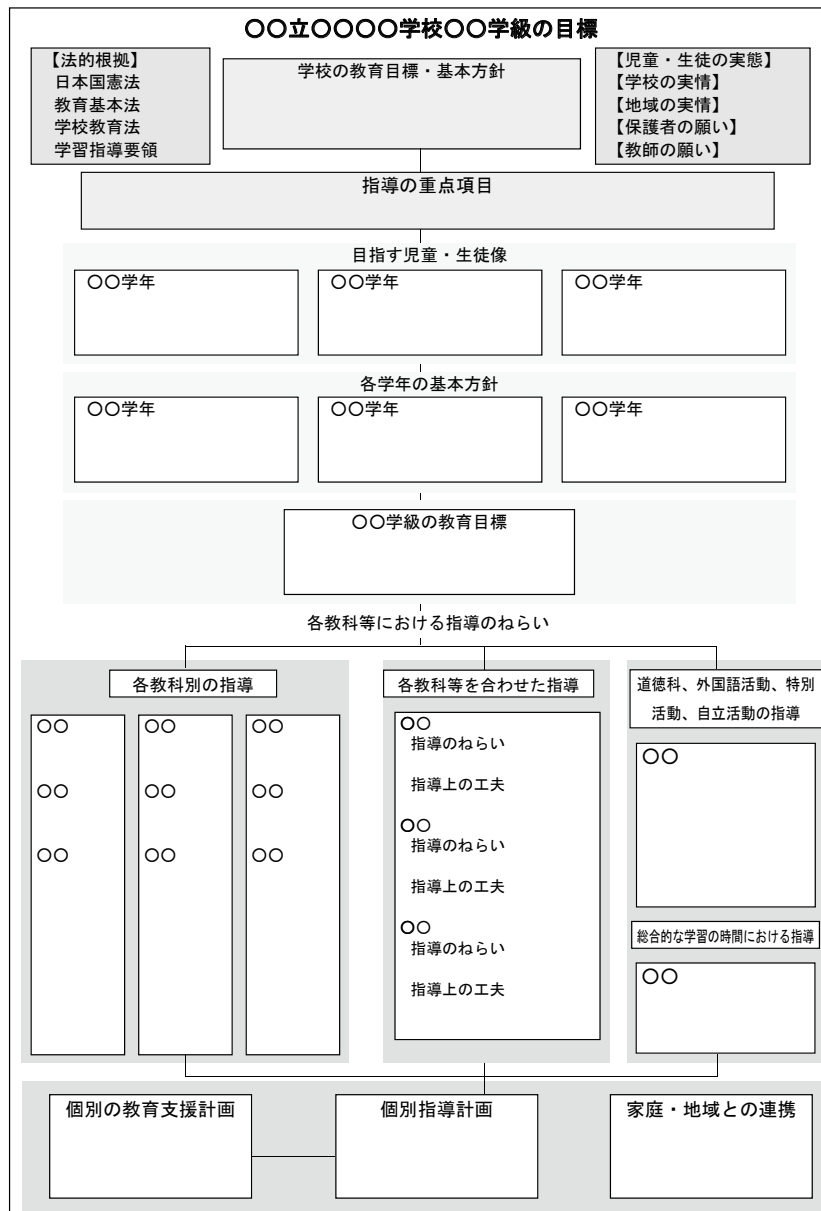 〇〇立〇〇〇〇学校〇〇学級の目標
【法的根拠】
日本国憲法
教育基本法
学校教育法
学習指導要領
学校の教育目標・基本方針
【児童・生徒の実態】
【学校の実情】
【地域の実情】
【保護者の願い】
【教師の願い】
指導の重点項目
目指す児童・生徒像
〇〇学年
〇〇学年
〇〇学年
各学年の基本方針
〇〇学年
〇〇学年
〇〇学年
〇〇学級の教育目標
各教科等における指導のねらい
各教科別の指導
〇〇
〇〇
〇〇
〇〇
〇〇
〇〇
〇〇
〇〇
〇〇
各教科等を合わせた指導
〇〇
指導のねらい
指導上の工夫
〇〇
指導のねらい
指導上の工夫
〇〇
指導のねらい
指導上の工夫
道徳科、外国語活動、特別
活動、自立活動の指導
〇〇
総合的な学習の時間における指導
〇〇
個別の教育支援計画
個別指導計画
家庭・地域との連携